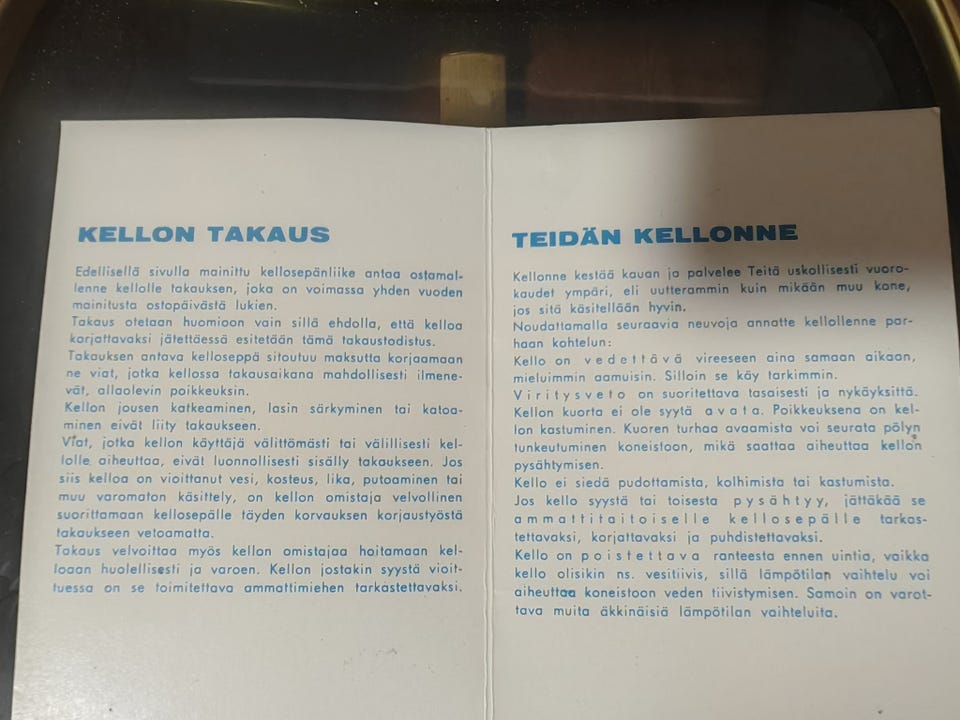 KELLON TAKAUS
Edellisellä sivulla mainittu kellosepänliike antaa ostamal-
lenne kellolle takauksen, joka on voimassa yhden vuoden
mainitusta ostopäivästä lukien.
Takaus otetaan huomioon vain sillä ehdolla, että kelloa
korjattavaksi jätettäessä esitetään tämä takaustodistus.
Takauksen antava kelloseppä sitoutuu maksutta korjaamaan
ne viat, jotka kellossa takausaikana mahdollisesti ilmene-
vät, allaolevin poikkeuksin.
Kellon jousen katkeaminen, lasin särkyminen tai katoa-
minen eivät liity takaukseen.
Viat, jotka kellon käyttäjä välittömästi tai välillisesti kel-
lolle aiheuttaa, eivät luonnollisesti sisälly takaukseen. Jos
siis kelloa on vioittanut vesi, kosteus, lika, putoaminen tai
muu varomaton käsittely, on kellon omistaja velvollinen
suorittamaan kellosepälle täyden korvauksen korjaustyöstä
takaukseen vetoamatta.
Takaus velvoittaa myös kellon omistajaa hoitamaan kel-
loaan huolellisesti ja varoen. Kellon jostakin syystä vioit-
tuessa on se toimitettava ammattimiehen tarkastettavaksi.
TEIDÄN KELLONNE
Kellonne kestää kauan ja palvelee Teitä uskollisesti vuoro-
kaudet ympäri, eli uutterammin kuin mikään muu kone,
jos sitä käsitellään hyvin.
Noudattamalla seuraavia neuvoja annatte kellollenne par-
haan kohtelun:
Kello on vedettävä vireeseen aina samaan aikaan,
mieluimmin aamuisin. Silloin se käy tarkimmin.
Viritysveto on suoritettava tasaisesti ja nykäyksittä.
Kellon kuorta ei ole syytä avata. Poikkeuksena on kel-
lon kastuminen. Kuoren turhaa avaamista voi seurata pölyn
tunkeutuminen koneistoon, mikä saattaa aiheuttaa kellon
pysähtymisen.
Kello ei siedä pudottamista, kolhimista tai kastumista.
Jos kello syystä tai toisesta pysähtyy, jättäkää se
ammattitaitoiselle kellosepälle tarkas-
tettavaksi, korjattavaksi ja puhdistettavaksi.
Kello on poistettava ranteesta ennen uintia, vaikka
kello olisikin ns. vesitiivis, sillä lämpötilan vaihtelu voi
aiheuttaa koneistoon veden tiivistymisen. Samoin on varot-
tava muita äkkinäisiä lämpötilan vaihteluita.